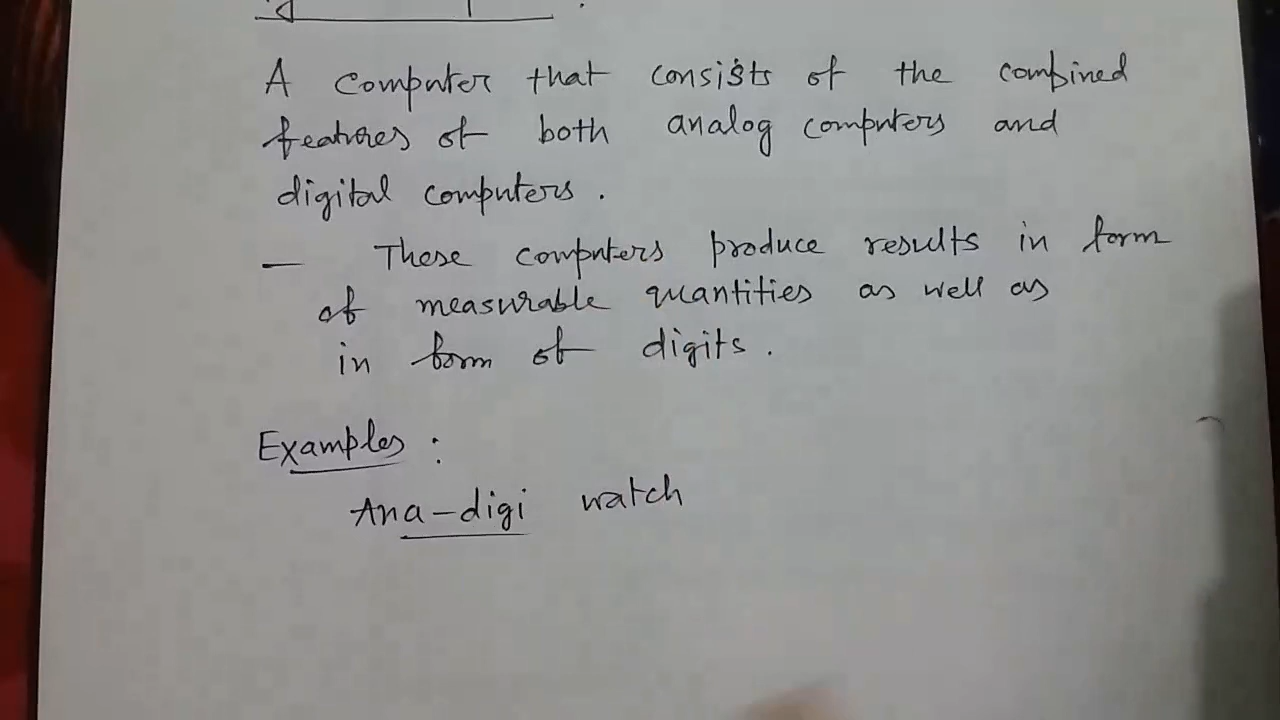 A computer that consists of the combined
features of both analog computers and
digital computers.
— These computers produce results in form
of measurable quantities as well as
in form of digits.
Examples:
Ana-digi watch